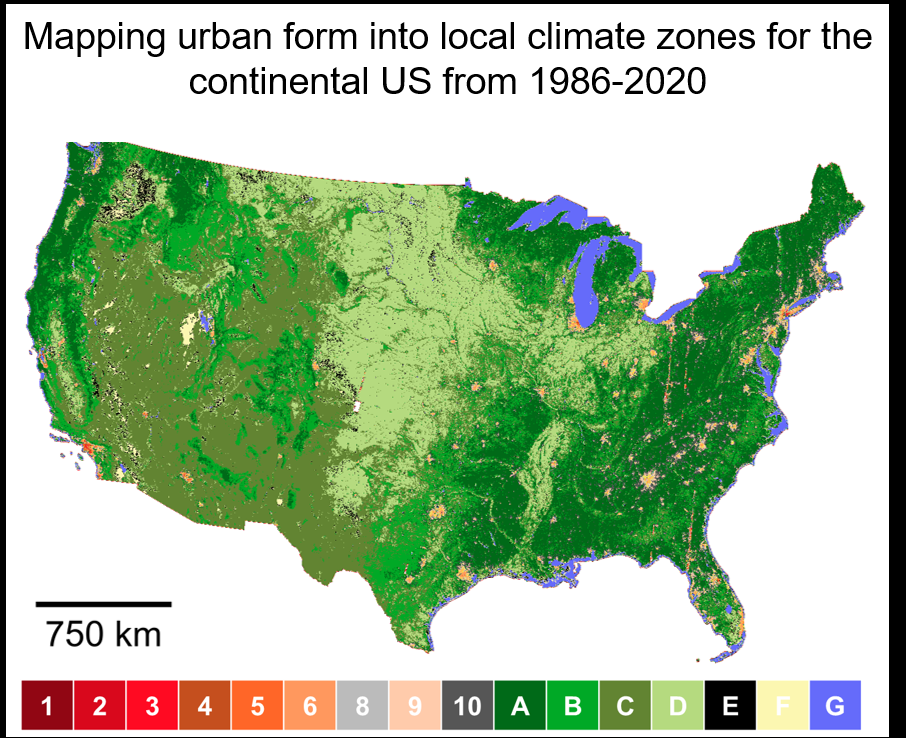 Mapping urban form into local climate zones for the
continental US from 1986-2020
750 km
1 2 3 4 5 6 8 9 10 A B C D E F G